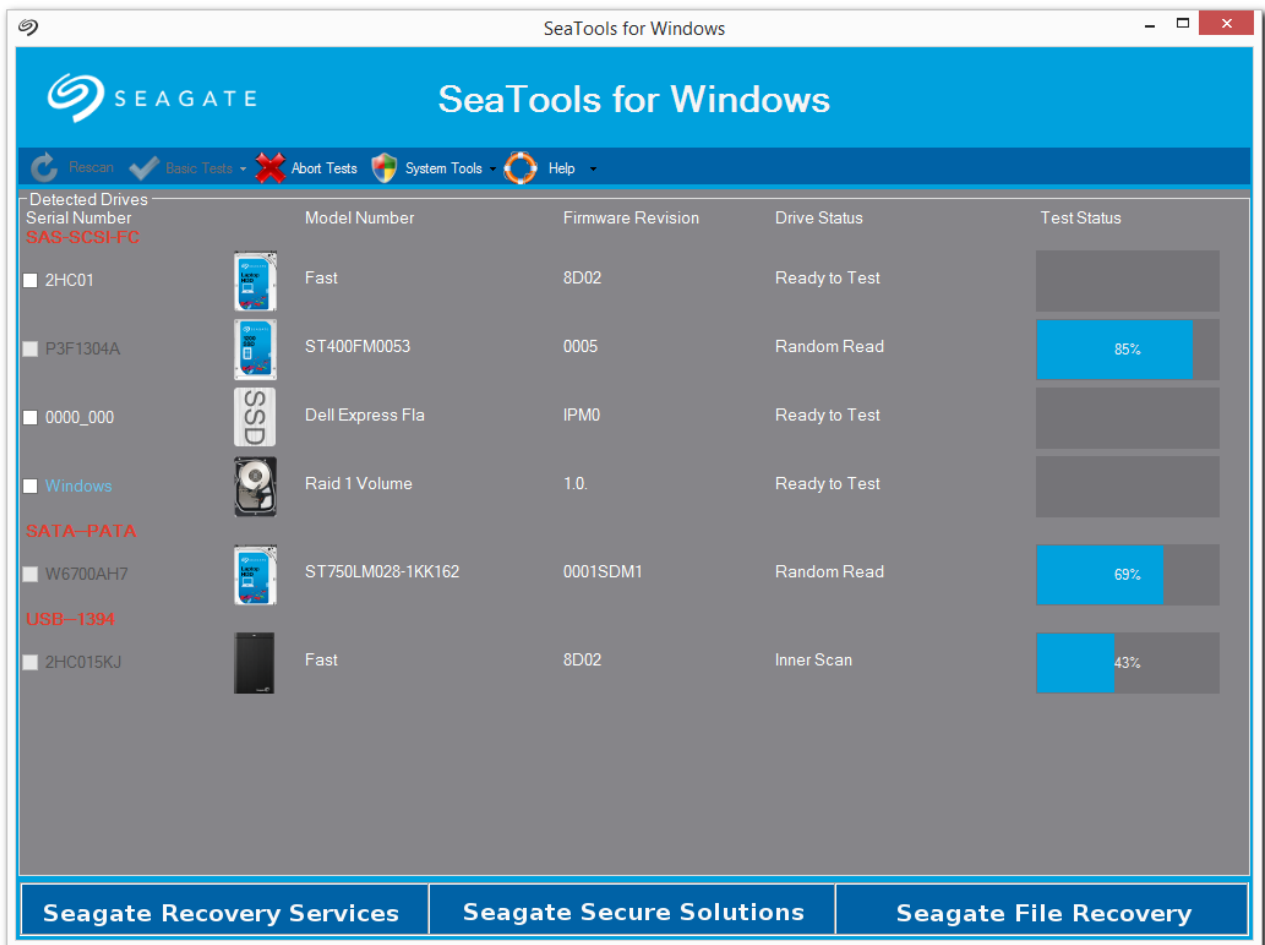 SeaTools for Windows
SEAGATE SeaTools for Windows
Rescan Basic Tests Abort Tests System Tools Help
Detected Drives
Serial Number Model Number Firmware Revision Drive Status Test Status
SAS-SCSI-FC
2HC01 Fast 8D02 Ready to Test
P3F1304A ST400FM0053 0005 Random Read 85%
0000_000 SSD Dell Express Fla IPM0 Ready to Test
Windows Raid 1 Volume 1.0. Ready to Test
SATA--PATA
W6700AH7 ST750LM028-1KK162 0001SDM1 Random Read 69%
USB--1394
2HC015KJ Fast 8D02 Inner Scan 43%
Seagate Recovery Services Seagate Secure Solutions Seagate File Recovery